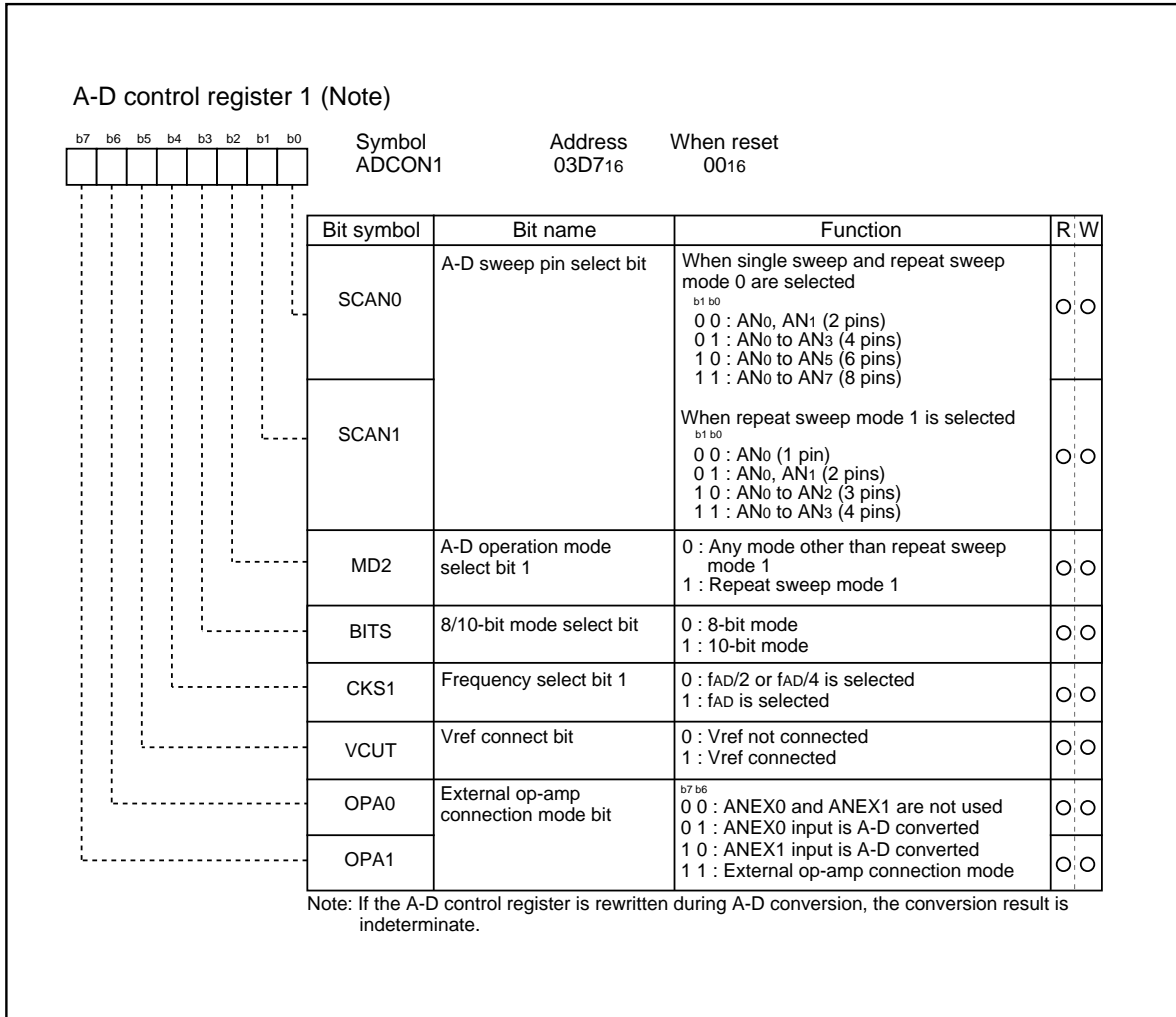 A-D control register 1 (Note)
b7 b6 b5 b4 b3 b2 b1 b0
Symbol Address When reset
ADCON1 03D716 0016
Bit symbol Bit name Function R W
SCAN0
A-D sweep pin select bit
When single sweep and repeat sweep
mode 0 are selected
b1 b0
0 0 : AN0, AN1 (2 pins)
0 1 : AN0 to AN3 (4 pins)
1 0 : AN0 to AN5 (6 pins)
1 1 : AN0 to AN7 (8 pins)
SCAN1
When repeat sweep mode 1 is selected
b1 b0
0 0 : AN0 (1 pin)
0 1 : AN0, AN1 (2 pins)
1 0 : AN0 to AN2 (3 pins)
1 1 : AN0 to AN3 (4 pins)
MD2
A-D operation mode
select bit 1
0 : Any mode other than repeat sweep
mode 1
1 : Repeat sweep mode 1
BITS
8/10-bit mode select bit
0 : 8-bit mode
1 : 10-bit mode
CKS1
Frequency select bit 1
0 : fAD/2 or fAD/4 is selected
1 : fAD is selected
VCUT
Vref connect bit
0 : Vref not connected
1 : Vref connected
OPA0
External op-amp
connection mode bit
b7 b6
0 0 : ANEX0 and ANEX1 are not used
0 1 : ANEX0 input is A-D converted
OPA1
1 0 : ANEX1 input is A-D converted
1 1 : External op-amp connection mode
Note: If the A-D control register is rewritten during A-D conversion, the conversion result is
indeterminate.